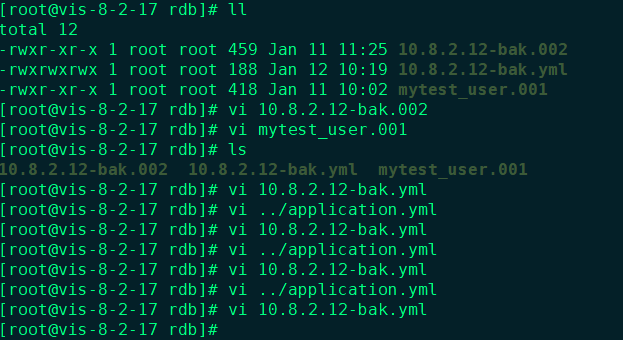 [root@vis-8-2-17 rdb]# ll
total 12
-rwxr-xr-x 1 root root 459 Jan 11 11:25 10.8.2.12-bak.002
-rwxrwxrwx 1 root root 188 Jan 12 10:19 10.8.2.12-bak.yml
-rwxr-xr-x 1 root root 418 Jan 11 10:02 mytest_user.001
[root@vis-8-2-17 rdb]# vi 10.8.2.12-bak.002
[root@vis-8-2-17 rdb]# vi mytest_user.001
[root@vis-8-2-17 rdb]# ls
10.8.2.12-bak.002  10.8.2.12-bak.yml  mytest_user.001
[root@vis-8-2-17 rdb]# vi 10.8.2.12-bak.yml
[root@vis-8-2-17 rdb]# vi ../application.yml
[root@vis-8-2-17 rdb]# vi 10.8.2.12-bak.yml
[root@vis-8-2-17 rdb]# vi ../application.yml
[root@vis-8-2-17 rdb]# vi 10.8.2.12-bak.yml
[root@vis-8-2-17 rdb]# vi ../application.yml
[root@vis-8-2-17 rdb]# vi 10.8.2.12-bak.yml
[root@vis-8-2-17 rdb]#